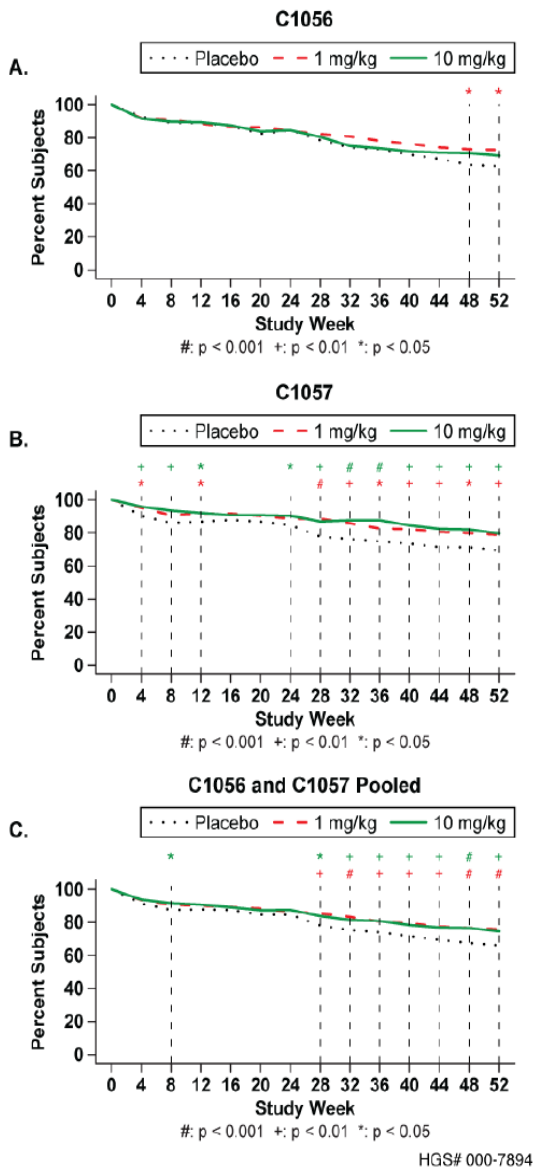 C1056
A.
Placebo 1 mg/kg 10 mg/kg
* *
100
80
60
40
20
0
Percent Subjects
0 4 8 12 16 20 24 28 32 36 40 44 48 52
Study Week
#: p < 0.001 +: p < 0.01 *: p < 0.05
C1057
B.
Placebo 1 mg/kg 10 mg/kg
+ + * * + # # + + + +
* * # + * + + * +
100
80
60
40
20
0
Percent Subjects
0 4 8 12 16 20 24 28 32 36 40 44 48 52
Study Week
#: p < 0.001 +: p < 0.01 *: p < 0.05
C1056 and C1057 Pooled
C.
Placebo 1 mg/kg 10 mg/kg
* * + + + + # +
+ # + + + # #
100
80
60
40
20
0
Percent Subjects
0 4 8 12 16 20 24 28 32 36 40 44 48 52
Study Week
#: p < 0.001 +: p < 0.01 *: p < 0.05
HGS# 000-7894